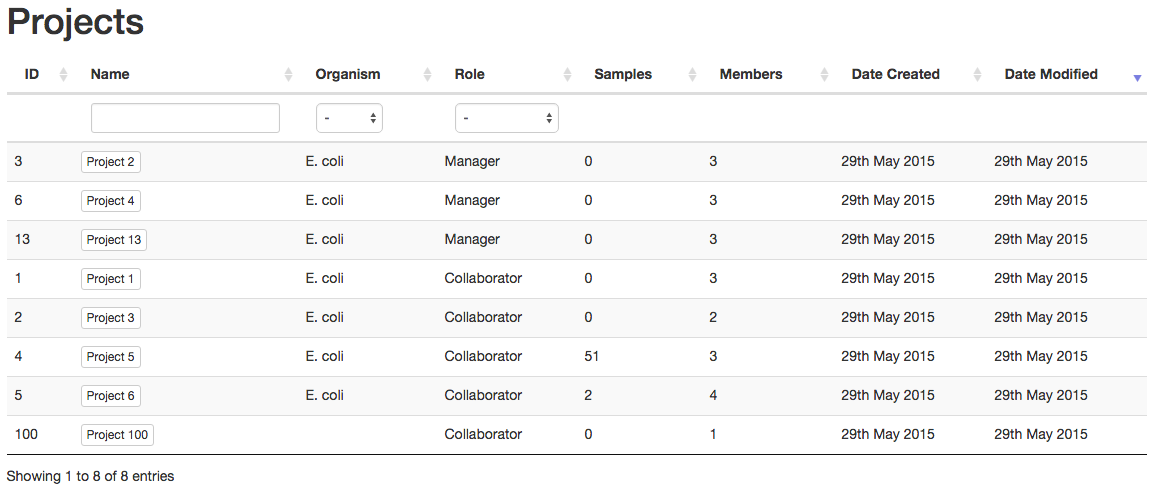 Projects
ID Name Organism Role Samples Members Date Created Date Modified
- -
3 Project 2 E. coli Manager 0 3 29th May 2015 29th May 2015
6 Project 4 E. coli Manager 0 3 29th May 2015 29th May 2015
13 Project 13 E. coli Manager 0 3 29th May 2015 29th May 2015
1 Project 1 E. coli Collaborator 0 3 29th May 2015 29th May 2015
2 Project 3 E. coli Collaborator 0 2 29th May 2015 29th May 2015
4 Project 5 E. coli Collaborator 51 3 29th May 2015 29th May 2015
5 Project 6 E. coli Collaborator 2 4 29th May 2015 29th May 2015
100 Project 100 Collaborator 0 1 29th May 2015 29th May 2015
Showing 1 to 8 of 8 entries